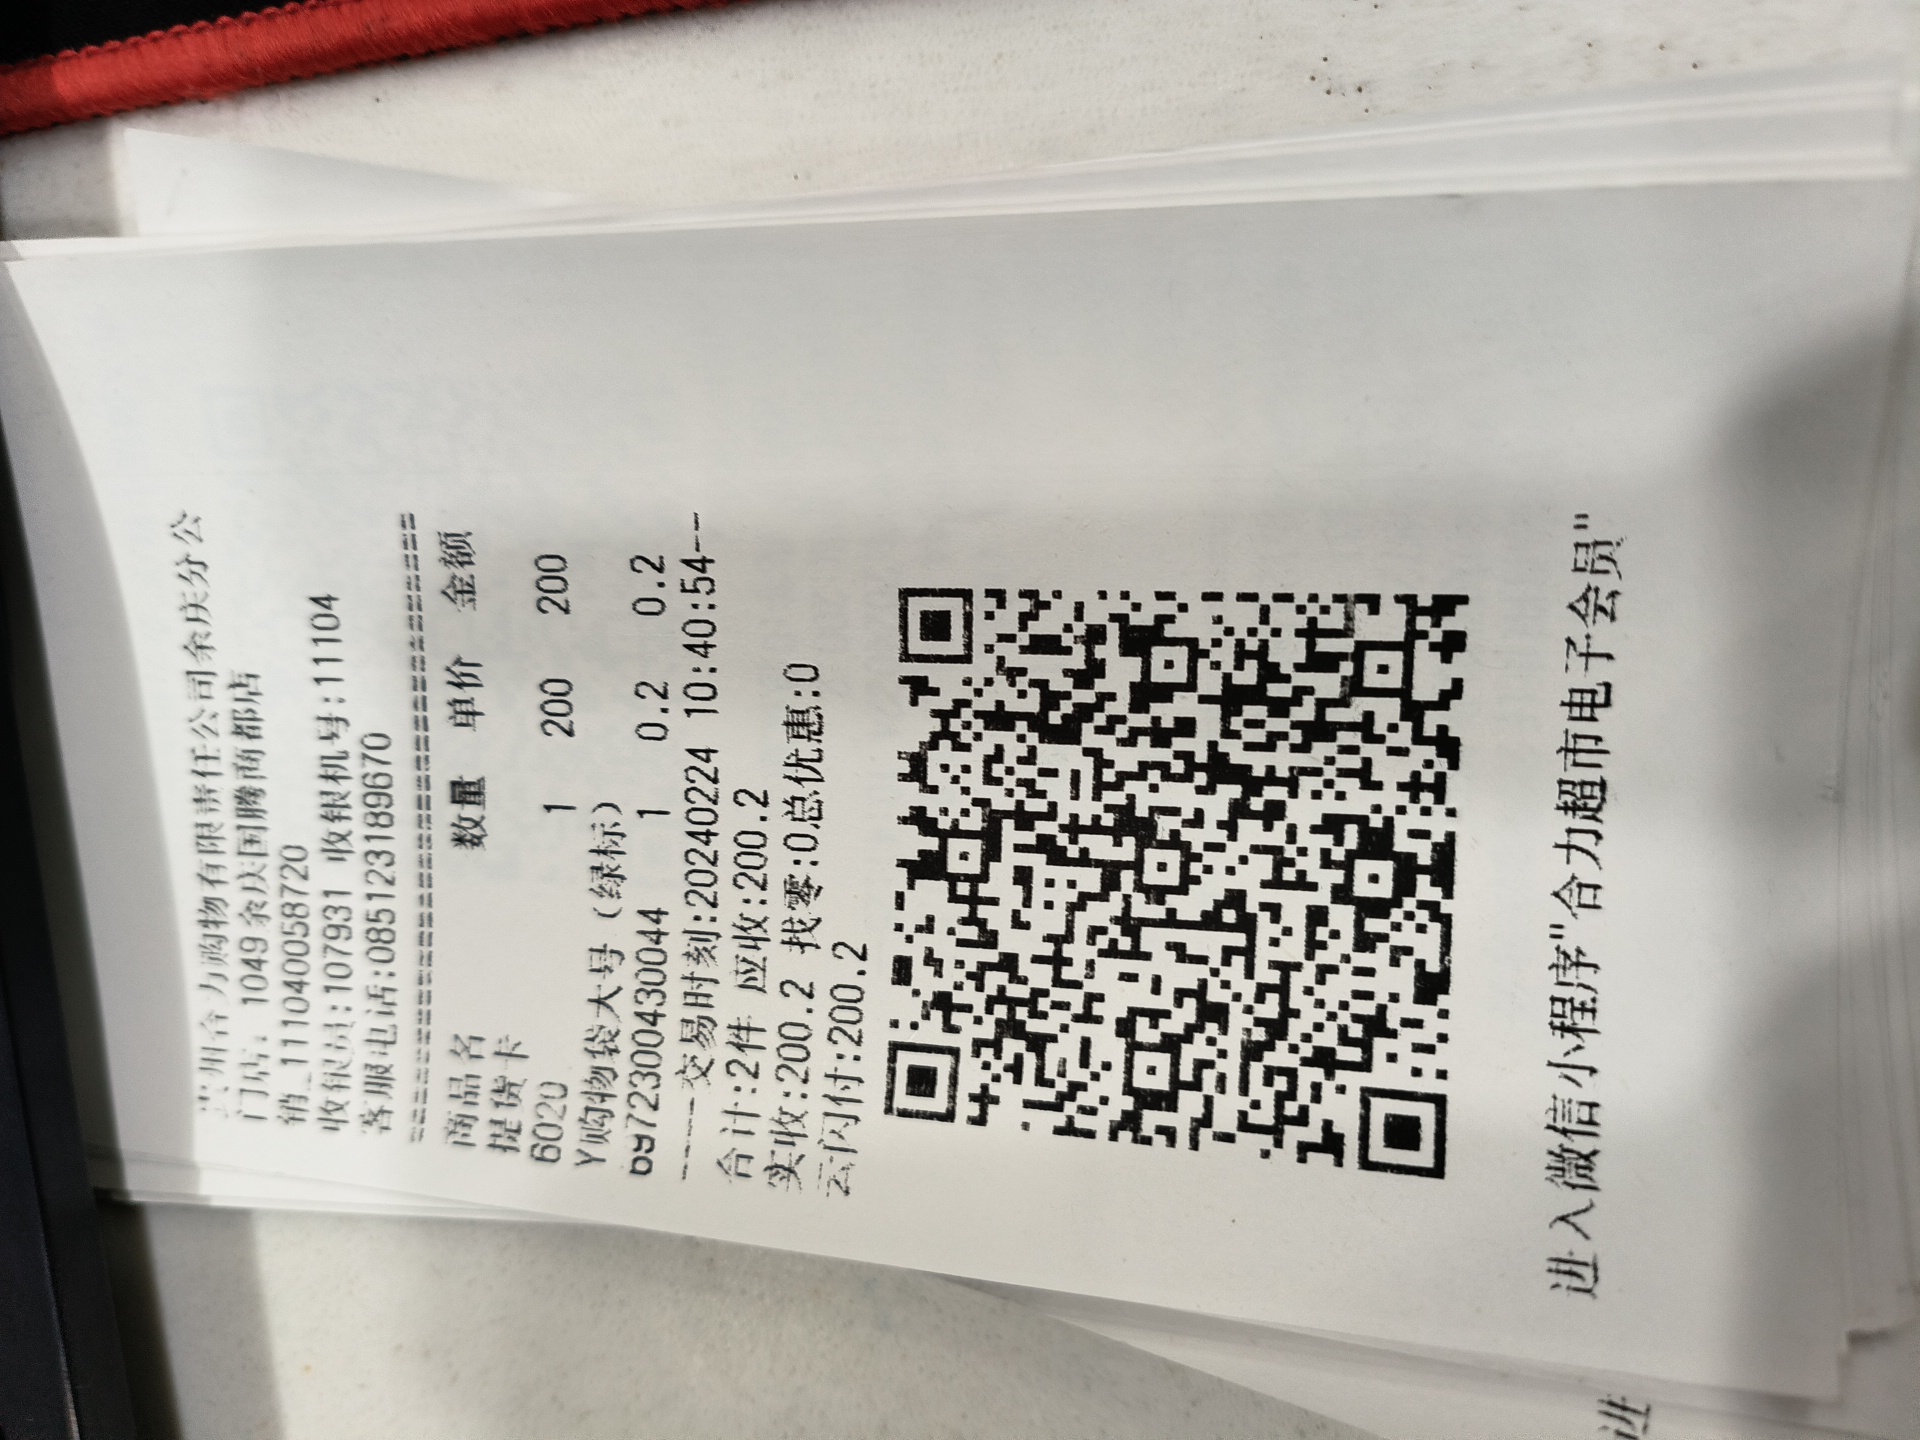 贵州合力购物有限责任公司余庆分公
门店: 1049余庆国腾商都店
销_111040058720
收银员:107931 收银机号:11104
客服电话:085123189670
================================
商品名 数量 单价 金额
提货卡
6020 1 200 200
Y购物袋大号(绿标)
6972300430044 1 0.2 0.2
----交易时刻:20240224 10:40:54--
合计:2件 应收:200.2
实收:200.2 找零:0总优惠:0
云闪付:200.2
进入微信小程序"合力超市电子会员"
进